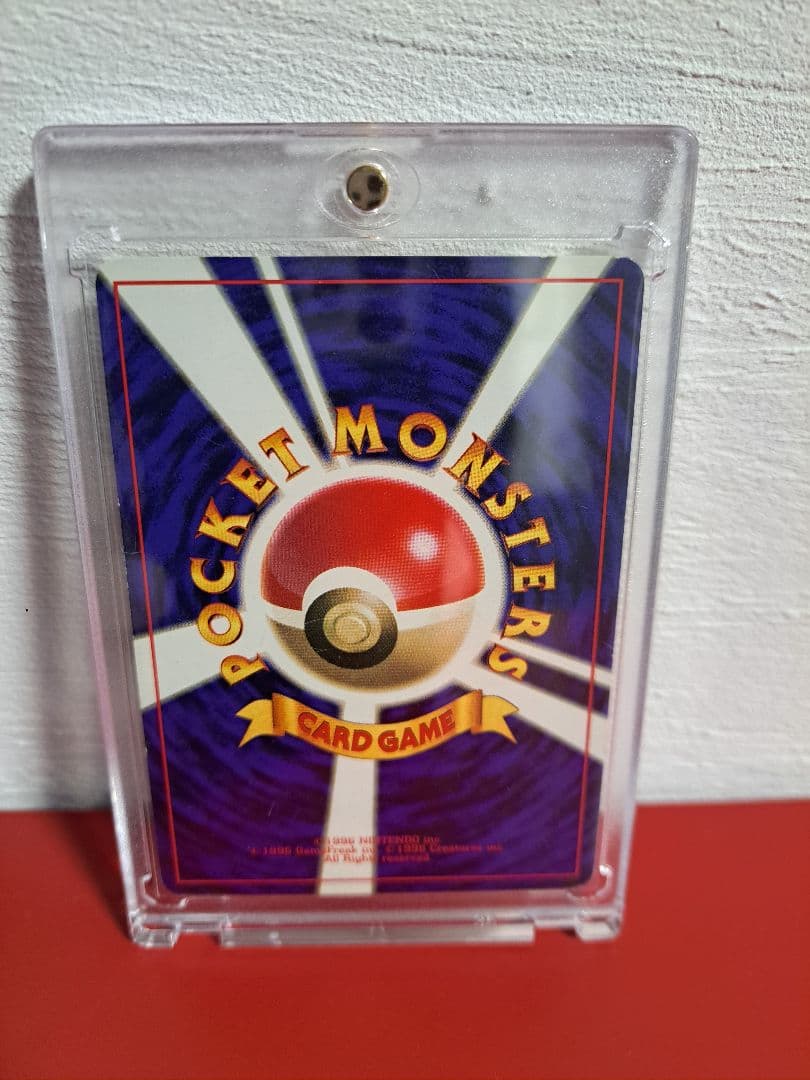 POCKET MONSTERS
CARD GAME
©1996 NINTENDO inc.
© 1996 GameFreak inc. © 1996 Creatures inc.
All Rights reserved.